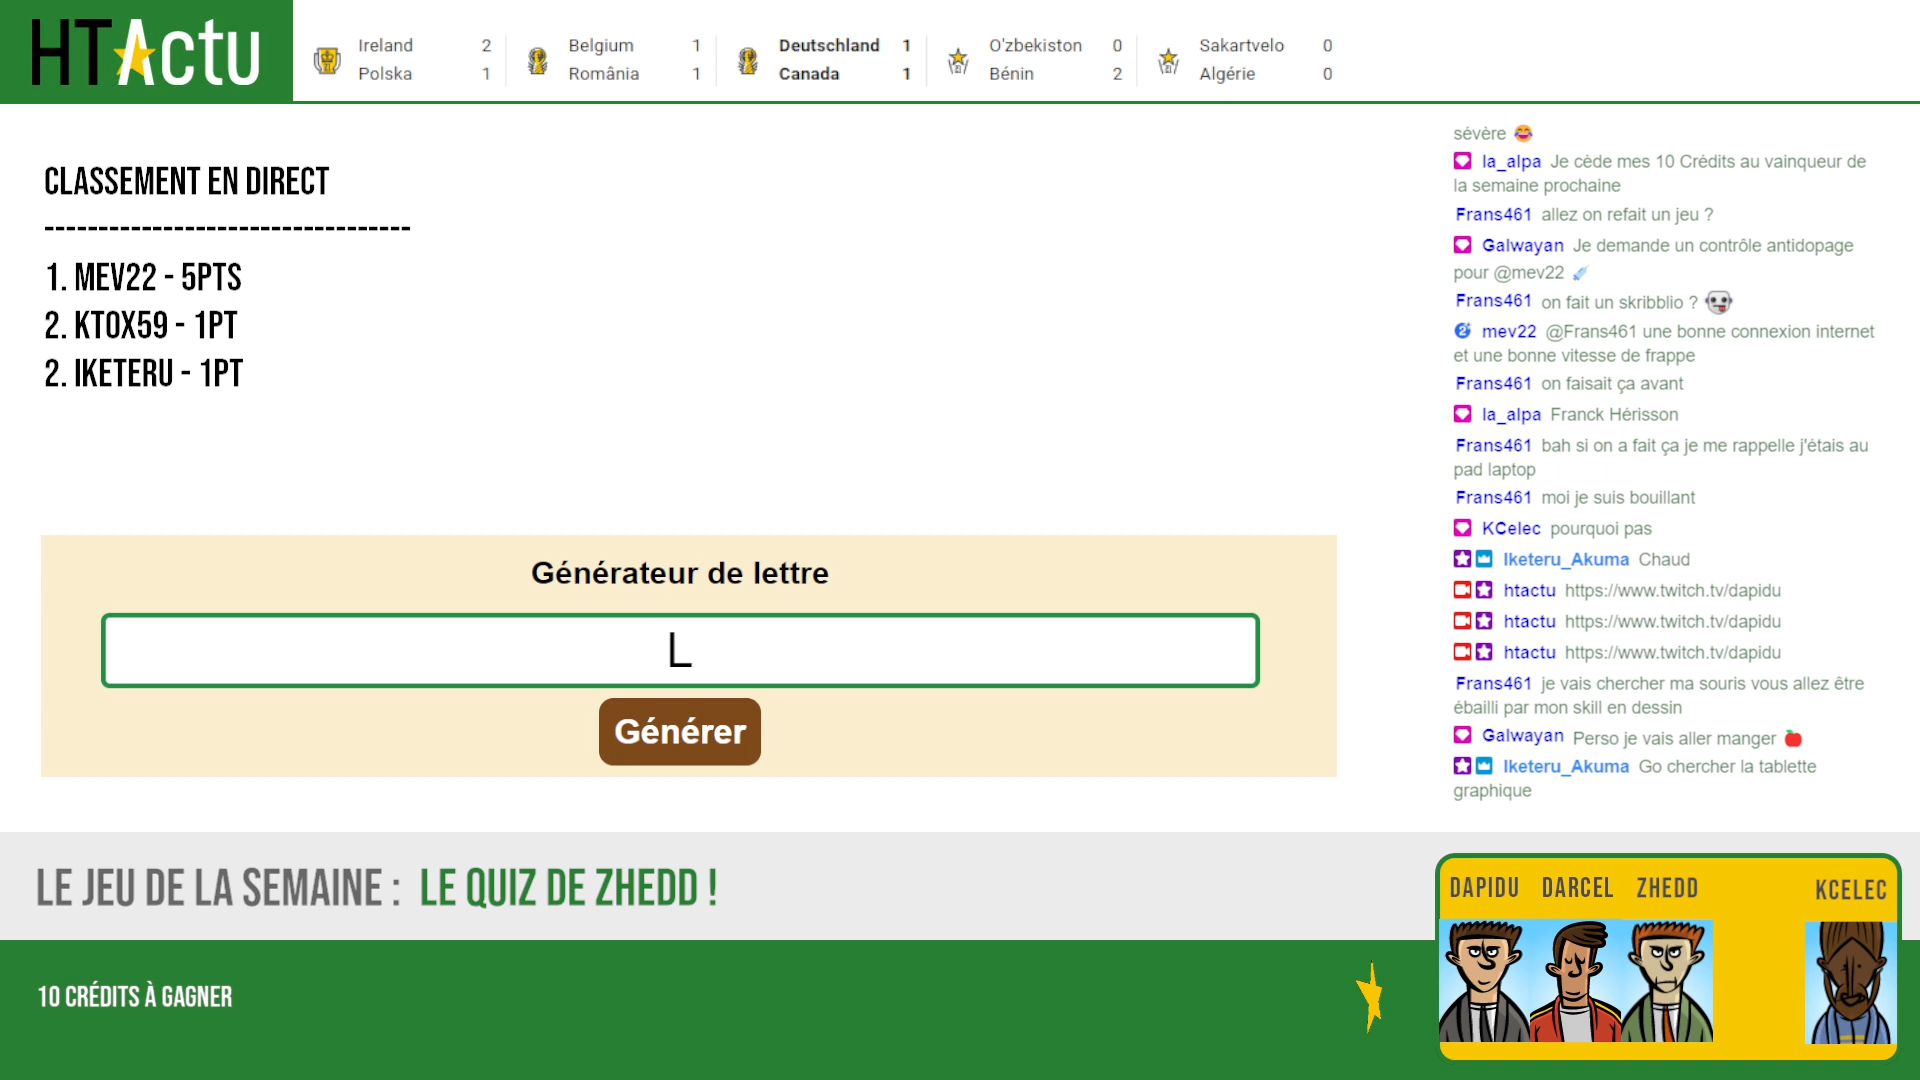 HTActu
Ireland 2
Polska 1
Belgium 1
România 1
Deutschland 1
Canada 1
O'zbekiston 0
Bénin 2
Sakartvelo 0
Algérie 0
CLASSEMENT EN DIRECT
----------------------------------
1. MEV22 - 5PTS
2. KTOX59 - 1PT
2. IKETERU - 1PT
Générateur de lettre
L
Générer
sévère
la_alpa Je cède mes 10 Crédits au vainqueur de
la semaine prochaine
Frans461 allez on refait un jeu ?
Galwayan Je demande un contrôle antidopage
pour @mev22
Frans461 on fait un skribblio ?
mev22 @Frans461 une bonne connexion internet
et une bonne vitesse de frappe
Frans461 on faisait ça avant
la_alpa Franck Hérisson
Frans461 bah si on a fait ça je me rappelle j'étais au
pad laptop
Frans461 moi je suis bouillant
KCelec pourquoi pas
Iketeru_Akuma Chaud
htactu https://www.twitch.tv/dapidu
htactu https://www.twitch.tv/dapidu
htactu https://www.twitch.tv/dapidu
Frans461 je vais chercher ma souris vous allez être
ébailli par mon skill en dessin
Galwayan Perso je vais aller manger
Iketeru_Akuma Go chercher la tablette
graphique
LE JEU DE LA SEMAINE : LE QUIZ DE ZHEDD !
10 CRÉDITS À GAGNER
DAPIDU DARCEL ZHEDD KCELEC